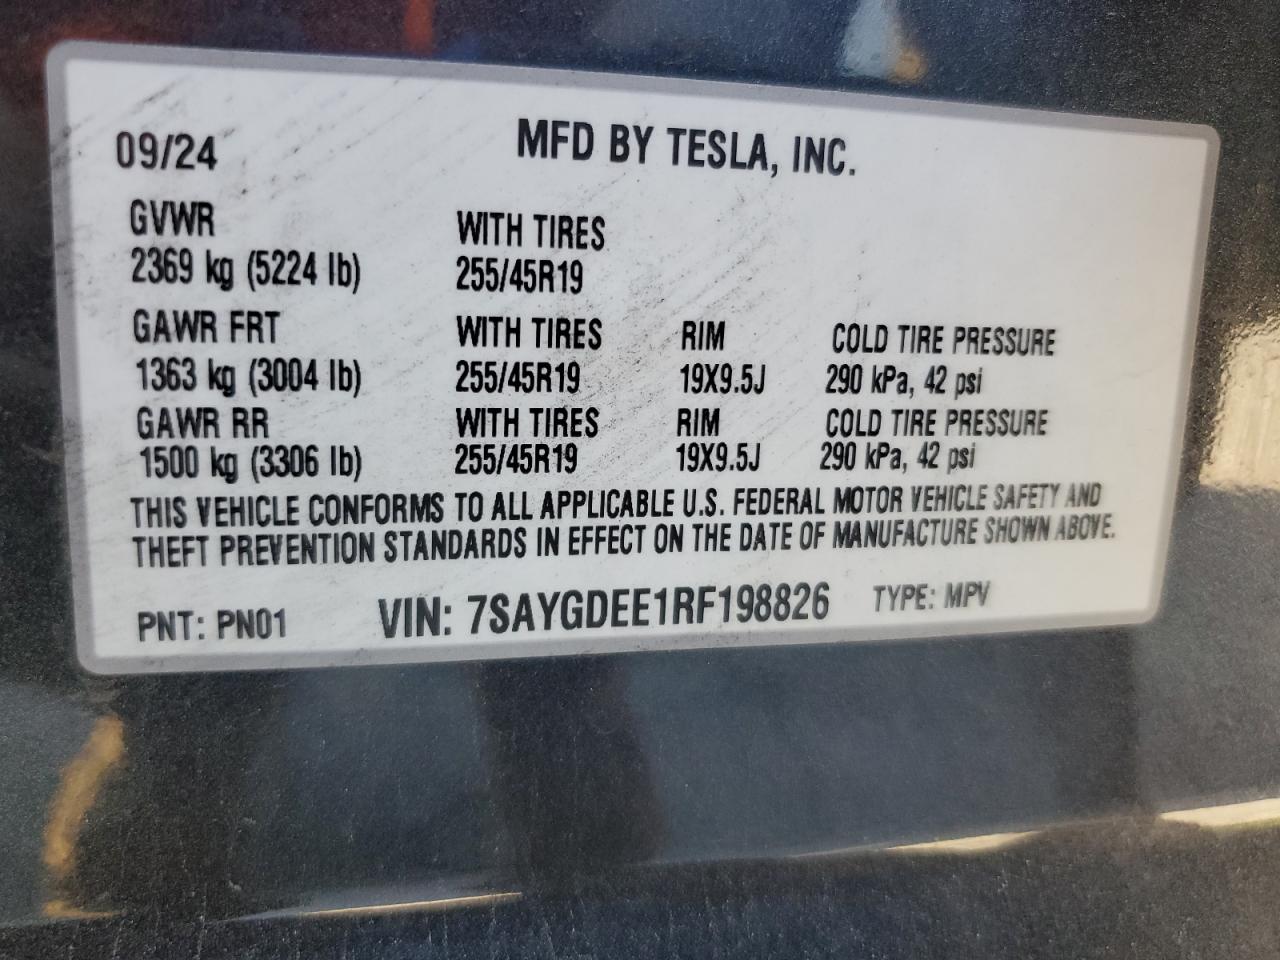 09/24 MFD BY TESLA, INC.
GVWR WITH TIRES
2369 kg (5224 lb) 255/45R19
GAWR FRT WITH TIRES RIM COLD TIRE PRESSURE
1363 kg (3004 lb) 255/45R19 19X9.5J 290 kPa, 42 psi
GAWR RR WITH TIRES RIM COLD TIRE PRESSURE
1500 kg (3306 lb) 255/45R19 19X9.5J 290 kPa, 42 psi
THIS VEHICLE CONFORMS TO ALL APPLICABLE U.S. FEDERAL MOTOR VEHICLE SAFETY AND
THEFT PREVENTION STANDARDS IN EFFECT ON THE DATE OF MANUFACTURE SHOWN ABOVE.
PNT: PN01 VIN: 7SAYGDEE1RF198826 TYPE: MPV